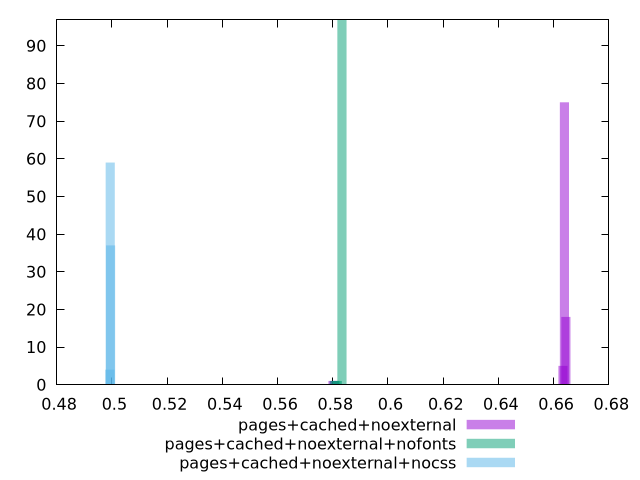 90
80
70
60
50
40
30
20
10
0
0.48 0.5 0.52 0.54 0.56 0.58 0.6 0.62 0.64 0.66 0.68
pages+cached+noexternal
pages+cached+noexternal+nofonts
pages+cached+noexternal+nocss